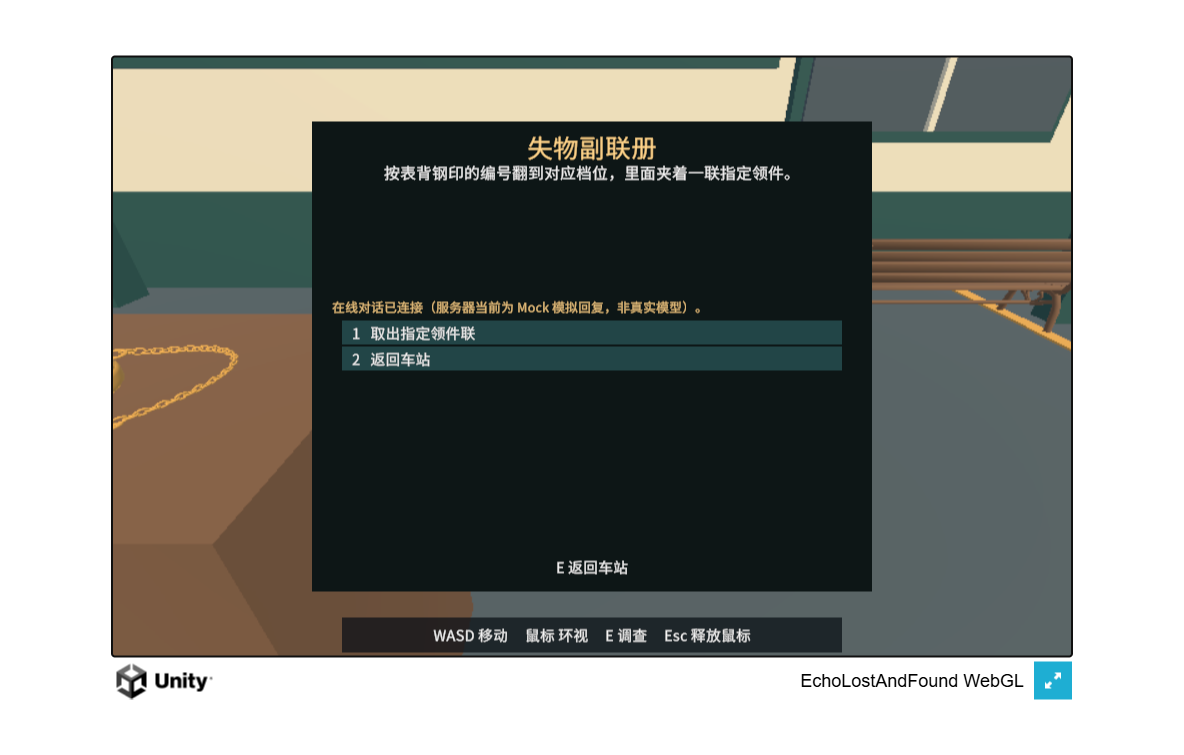 失物副联册
按表背钢印的编号翻到对应档位，里面夹着一联指定领件。
在线对话已连接（服务器当前为 Mock 模拟回复，非真实模型）。
1 取出指定领件联
2 返回车站
E 返回车站
WASD 移动 鼠标 环视 E 调查 Esc 释放鼠标
Unity
EchoLostAndFound WebGL